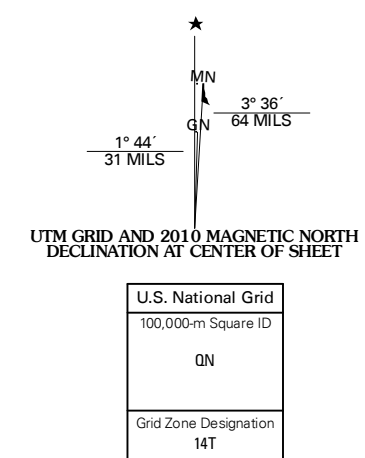 ★
MN
GN
3° 36´
64 MILS
1° 44´
31 MILS
UTM GRID AND 2010 MAGNETIC NORTH
DECLINATION AT CENTER OF SHEET
U.S. National Grid
100,000-m Square ID
QN
Grid Zone Designation
14T